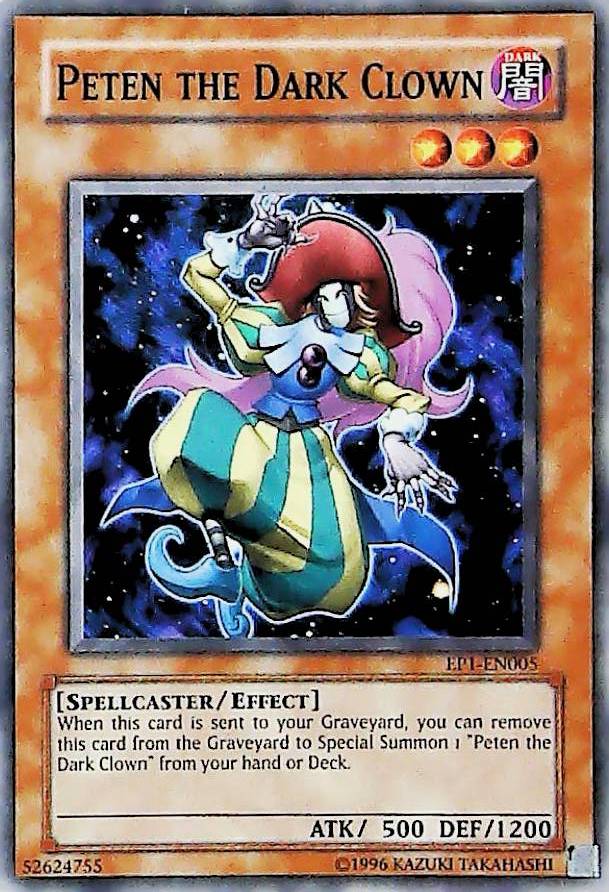 PETEN THE DARK CLOWN
DARK
闇
EP1-EN005
[SPELLCASTER/EFFECT]
When this card is sent to your Graveyard, you can remove
this card from the Graveyard to Special Summon 1 "Peten the
Dark Clown" from your hand or Deck.
ATK/ 500 DEF/1200
52624755
©1996 KAZUKI TAKAHASHI